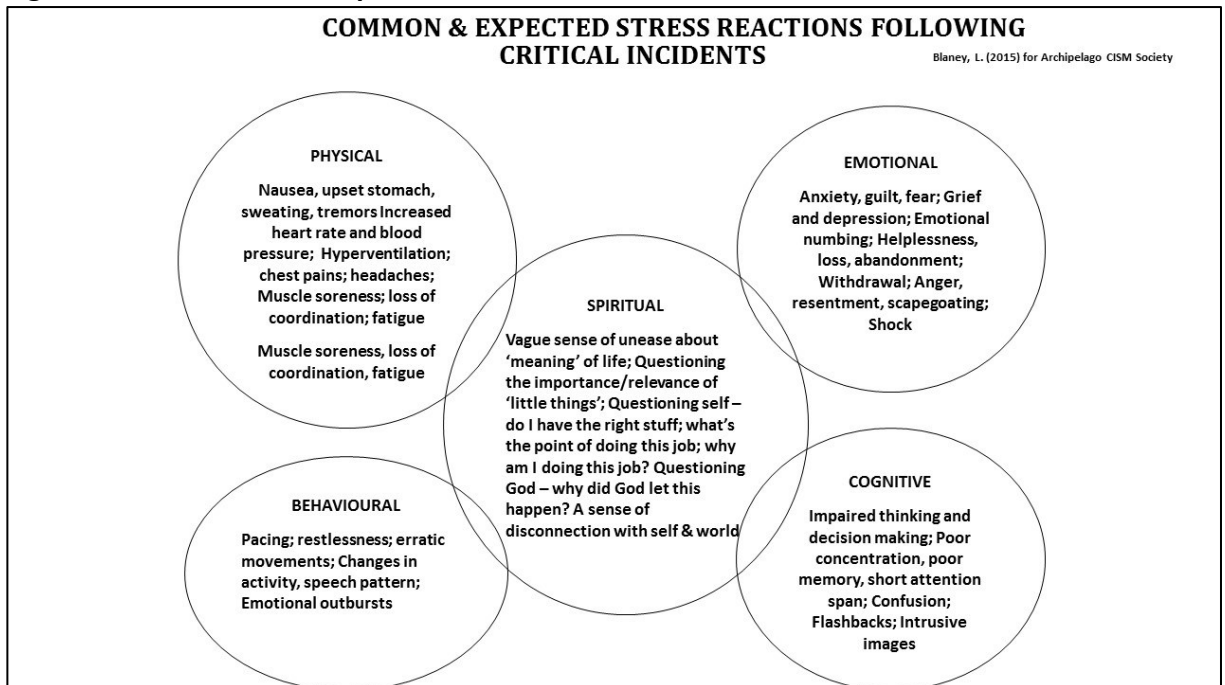 COMMON & EXPECTED STRESS REACTIONS FOLLOWING
CRITICAL INCIDENTS
Blaney, L. (2015) for Archipelago CISM Society
PHYSICAL
Nausea, upset stomach,
sweating, tremors Increased
heart rate and blood
pressure; Hyperventilation;
chest pains; headaches;
Muscle soreness; loss of
coordination; fatigue
Muscle soreness, loss of
coordination, fatigue
EMOTIONAL
Anxiety, guilt, fear; Grief
and depression; Emotional
numbing; Helplessness,
loss, abandonment;
Withdrawal; Anger,
resentment, scapegoating;
Shock
SPIRITUAL
Vague sense of unease about
‘meaning’ of life; Questioning
the importance/relevance of
‘little things’; Questioning self –
do I have the right stuff; what’s
the point of doing this job; why
am I doing this job? Questioning
God – why did God let this
happen? A sense of
disconnection with self & world
BEHAVIOURAL
Pacing; restlessness; erratic
movements; Changes in
activity, speech pattern;
Emotional outbursts
COGNITIVE
Impaired thinking and
decision making; Poor
concentration, poor
memory, short attention
span; Confusion;
Flashbacks; Intrusive
images